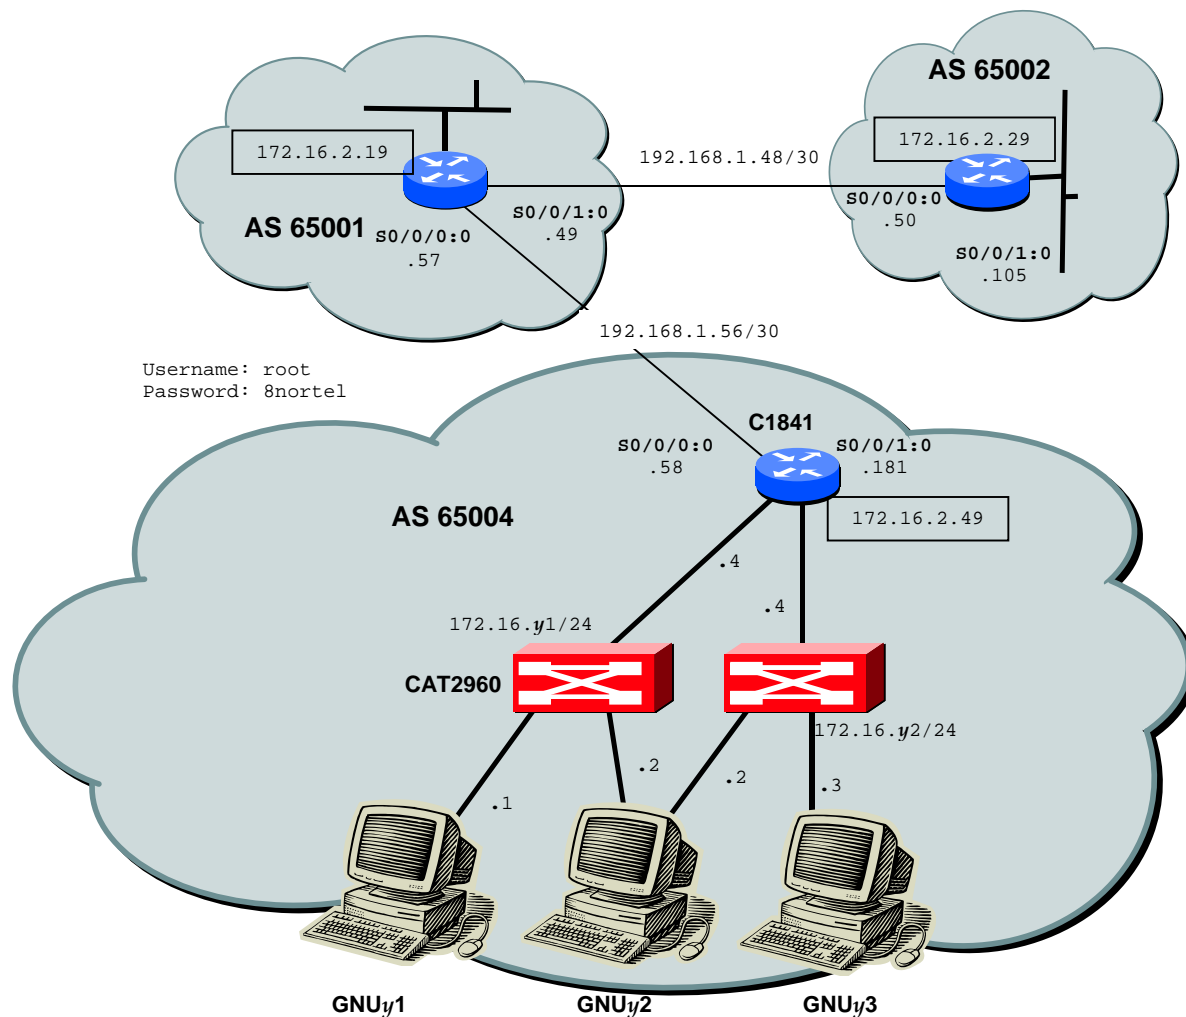 AS 65002
172.16.2.19
172.16.2.29
192.168.1.48/30
AS 65001
S0/0/1:0
.49
S0/0/0:0
.57
S0/0/0:0
.50
S0/0/1:0
.105
192.168.1.56/30
Username: root
Password: 8nortel
C1841
S0/0/0:0
.58
S0/0/1:0
.181
AS 65004
172.16.2.49
.4
.4
172.16.y1/24
CAT2960
172.16.y2/24
.1
.2
.2
.3
GNUy1
GNUy2
GNUy3